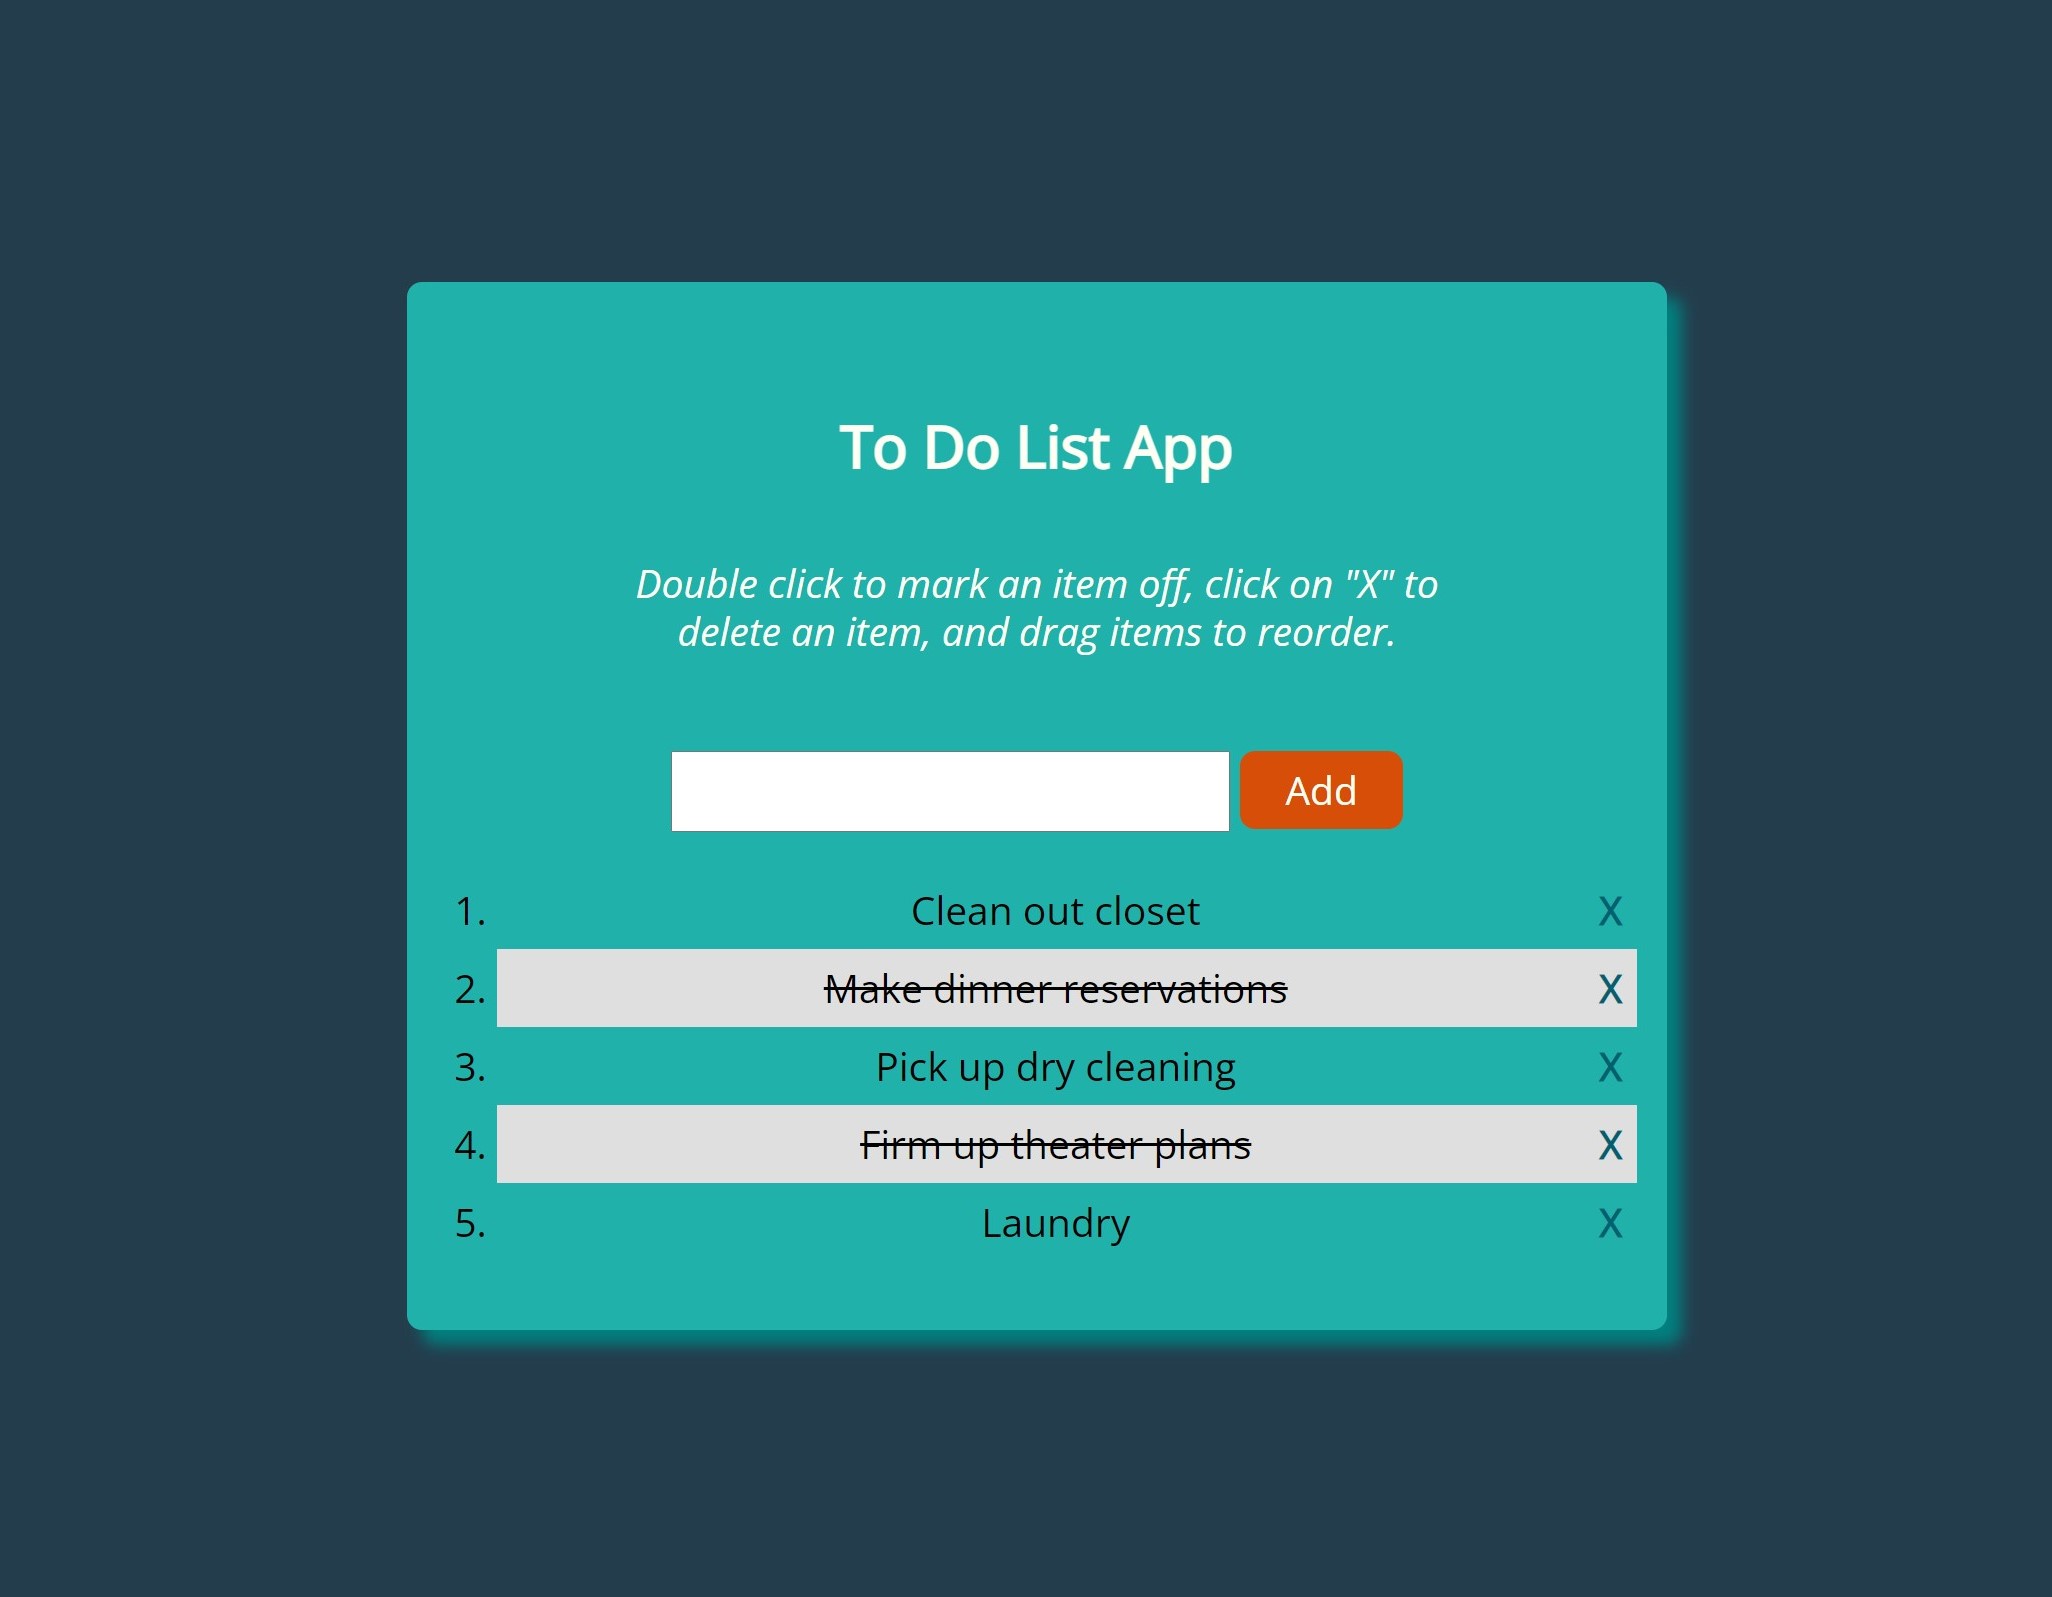 To Do List App
Double click to mark an item off, click on "X" to
delete an item, and drag items to reorder.
Add
1. Clean out closet X
2. Make dinner reservations X
3. Pick up dry cleaning X
4. Firm up theater plans X
5. Laundry X